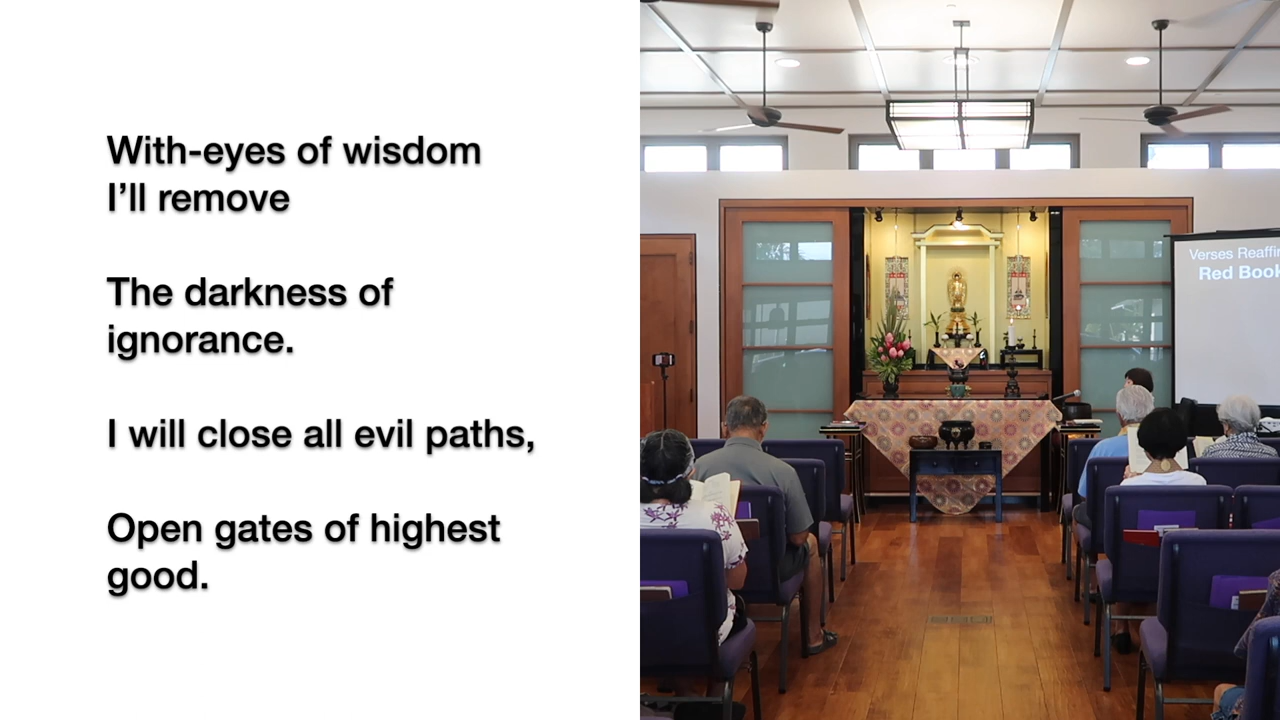 With-eyes of wisdom
I’ll remove
The darkness of
ignorance.
I will close all evil paths,
Open gates of highest
good.
Verses
Red Book